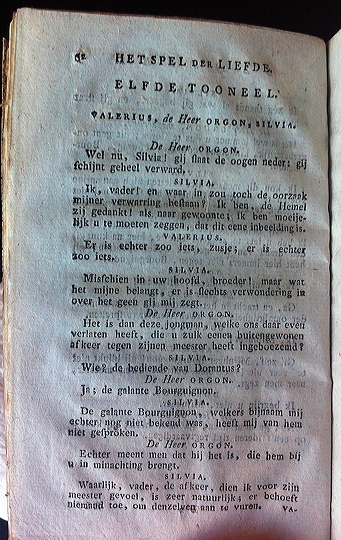 52 HET SPEL DER LIEFDE,
ELFDE TOONEEL.
VALERIUS, de Heer ORGON, SILVIA.
De Heer ORGON.
Wel nu, Silvia! gij slaat de oogen neder: gij
schijnt geheel verward.
SILVIA.
Ik, vader! en waar in zou toch de oorzaak
mijner verwarring bestaan? Ik ben, de Hemel
zij gedankt! als naar gewoonte; ik ben moeije-
lijk u te moeten zeggen, dat dit eene inbeelding is.
VALERIUS.
Er is echter zoo iets, zusje; er is echter
zoo iets.
SILVIA.
Misschien in uw hoofd, broeder! maar wat
het mijne belangt, er is slechts verwondering in
over het geen gij mij zegt.
De Heer ORGON.
Het is dan deze jongman, welke ons daar even
verlaten heeft, die u zulk eenen buitengewonen
afkeer tegen zijnen meester heeft ingeboezemd?
SILVIA.
Wie? de bediende van Dorantus?
De Heer ORGON.
Ja; de galante Bourguignon.
SILVIA.
De galante Bourguignon, welkers bijnaam mij
echter nog niet bekend was, heeft mij van hem
niet gesproken.
De Heer ORGON.
Echter meent men dat hij het is, die hem bij
u in minachting brengt.
SILVIA.
Waarlijk, vader, de afkeer, dien ik voor zijn
meester gevoel, is zeer natuurlijk; er behoeft
niemand toe, om denzelven aan te vuren.
VA-